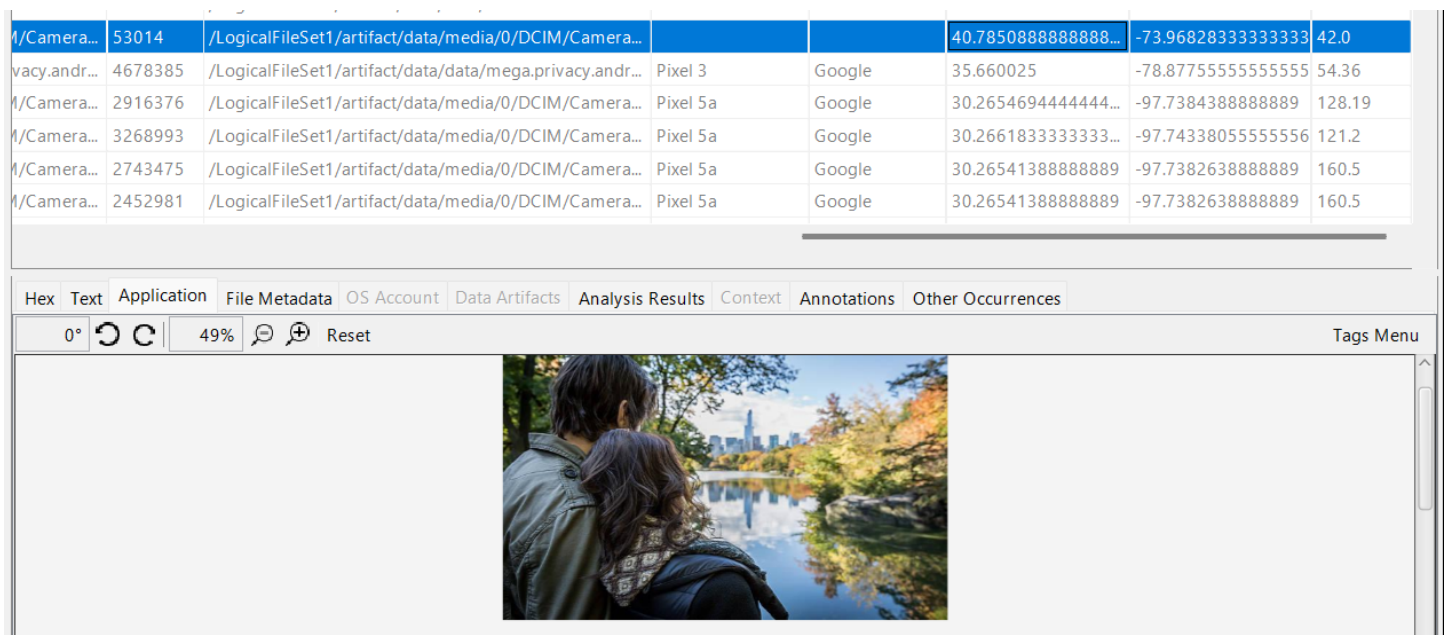 1/Camera... 53014 /LogicalFileSet1/artifact/data/media/0/DCIM/Camera... 40.7850888888888... -73.96828333333333 42.0
vacy.andr... 4678385 /LogicalFileSet1/artifact/data/data/mega.privacy.andr... Pixel 3 Google 35.660025 -78.87755555555555 54.36
1/Camera... 2916376 /LogicalFileSet1/artifact/data/media/0/DCIM/Camera... Pixel 5a Google 30.2654694444444... -97.7384388888889 128.19
1/Camera... 3268993 /LogicalFileSet1/artifact/data/media/0/DCIM/Camera... Pixel 5a Google 30.2661833333333... -97.74338055555556 121.2
1/Camera... 2743475 /LogicalFileSet1/artifact/data/media/0/DCIM/Camera... Pixel 5a Google 30.26541388888889 -97.7382638888889 160.5
1/Camera... 2452981 /LogicalFileSet1/artifact/data/media/0/DCIM/Camera... Pixel 5a Google 30.26541388888889 -97.7382638888889 160.5
Hex Text Application File Metadata OS Account Data Artifacts Analysis Results Context Annotations Other Occurrences
0° 49% Reset Tags Menu